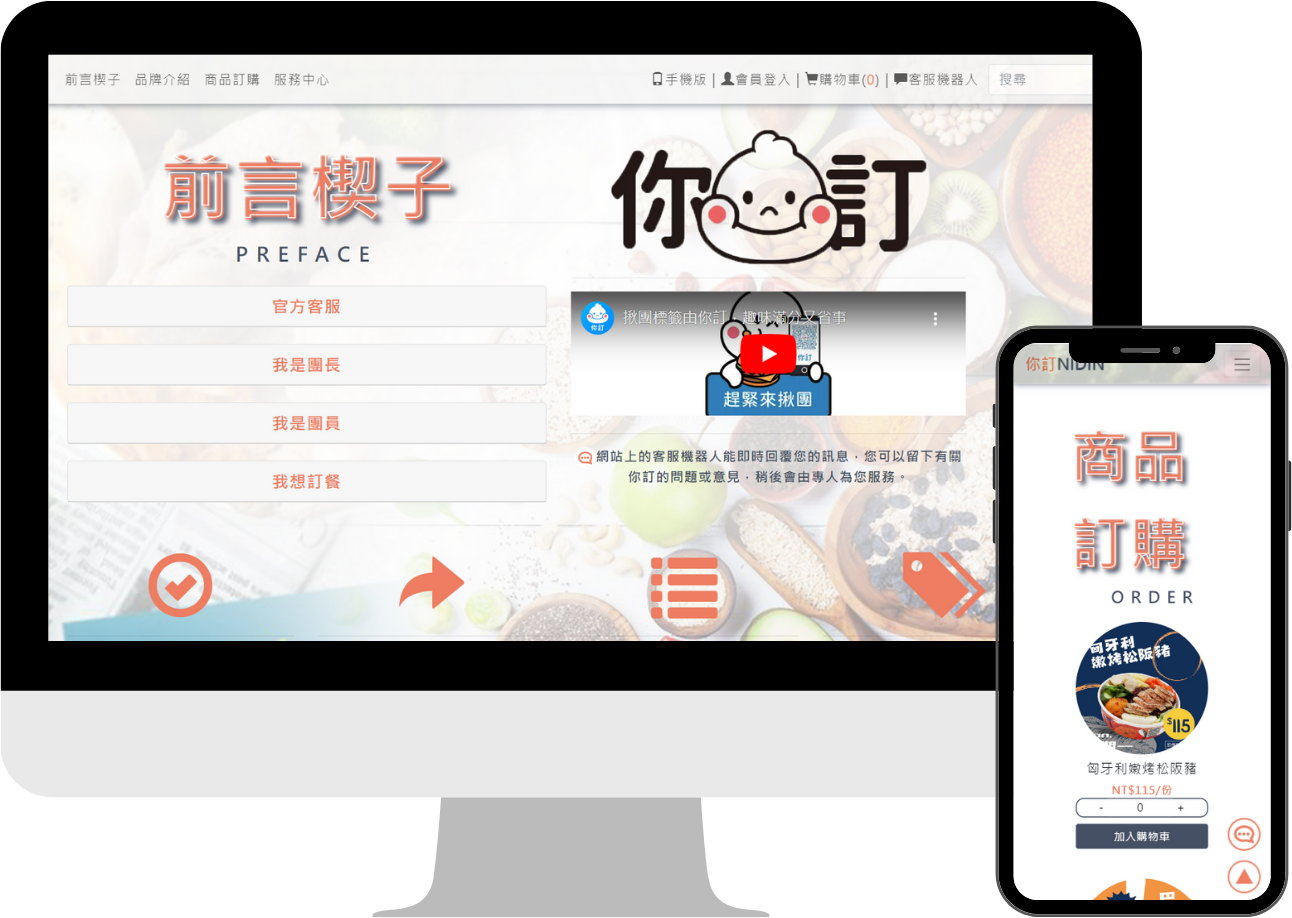 前言楔子 品牌介紹 商品訂購 服務中心
手機版 | 會員登入 | 購物車(0) | 客服機器人 搜尋
前言楔子
PREFACE
官方客服
我是團長
我是團員
我想訂餐
你訂
你訂
揪團標籤由你訂，趣味滿分又省事
你訂
趕緊來揪團
網站上的客服機器人能即時回覆您的訊息，您可以留下有關
你訂的問題或意見，稍後會由專人為您服務。
你訂NIDIN
商品
訂購
ORDER
匈牙利
嫩烤松阪豬
$115
匈牙利嫩烤松阪豬
NT$115/份
- 0 +
加入購物車